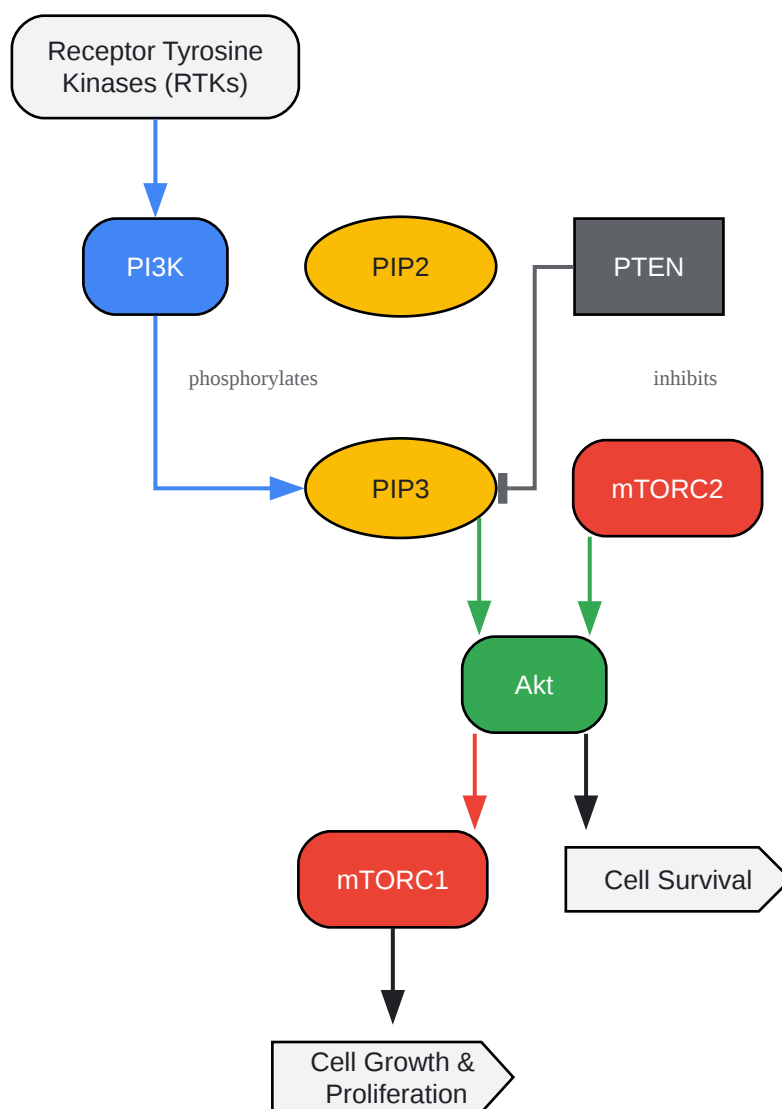 Receptor Tyrosine
Kinases (RTKs)
PI3K
PIP2
PTEN
phosphorylates
inhibits
PIP3
mTORC2
Akt
mTORC1
Cell Survival
Cell Growth &
Proliferation